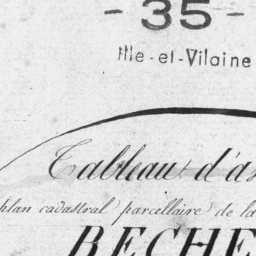 - 35 -
Ille-et-Vilaine
Tableau d'as
plan cadastral parcellaire de la
BECHE